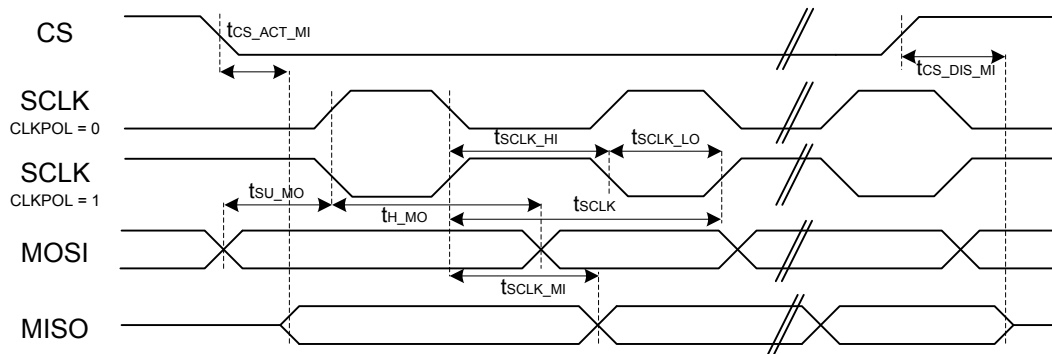 CS
tCS_ACT_MI
tCS_DIS_MI
SCLK
CLKPOL = 0
tSCLK_HI
tSCLK_LO
SCLK
CLKPOL = 1
tSU_MO
tH_MO
tSCLK
MOSI
tSCLK_MI
MISO